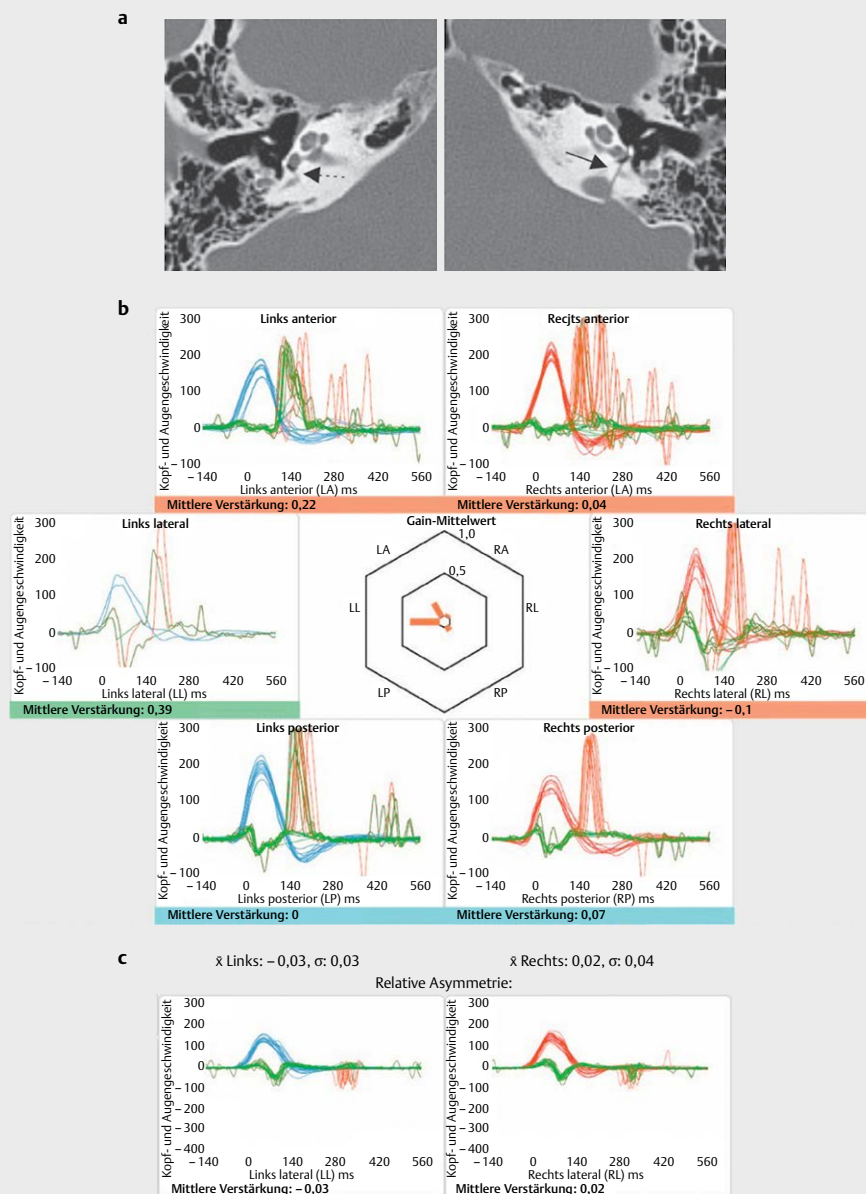 a
b
Links anterior
Kopf- und Augengeschwindigkeit
300
200
100
0
– 100
– 140 0 140 280 420 560
Links anterior (LA) ms
Mittlere Verstärkung: 0,22
Recjts anterior
Kopf- und Augengeschwindigkeit
300
200
100
0
– 100
– 140 0 140 280 420 560
Rechts anterior (LA) ms
Mittlere Verstärkung: 0,04
Links lateral
Kopf- und Augengeschwindigkeit
300
200
100
0
– 100
– 140 0 140 280 420 560
Links lateral (LL) ms
Mittlere Verstärkung: 0,39
Gain-Mittelwert
1,0
LA RA
0,5
LL RL
LP RP
Rechts lateral
Kopf- und Augengeschwindigkeit
300
200
100
0
– 100
– 140 0 140 280 420 560
Rechts lateral (RL) ms
Mittlere Verstärkung: – 0,1
Links posterior
Kopf- und Augengeschwindigkeit
300
200
100
0
– 100
– 140 0 140 280 420 560
Links posterior (LP) ms
Mittlere Verstärkung: 0
Rechts posterior
Kopf- und Augengeschwindigkeit
300
200
100
0
– 100
– 140 0 140 280 420 560
Rechts posterior (RP) ms
Mittlere Verstärkung: 0,07
c
x̄ Links: – 0,03, σ: 0,03 x̄ Rechts: 0,02, σ: 0,04
Relative Asymmetrie:
Kopf- und Augengeschwindigkeit
300
200
100
0
– 100
– 200
– 300
– 400
– 140 0 140 280 420 560
Links lateral (LL) ms
Mittlere Verstärkung: – 0,03
Kopf- und Augengeschwindigkeit
300
200
100
0
– 100
– 200
– 300
– 400
– 140 0 140 280 420 560
Rechts lateral (RL) ms
Mittlere Verstärkung: 0,02